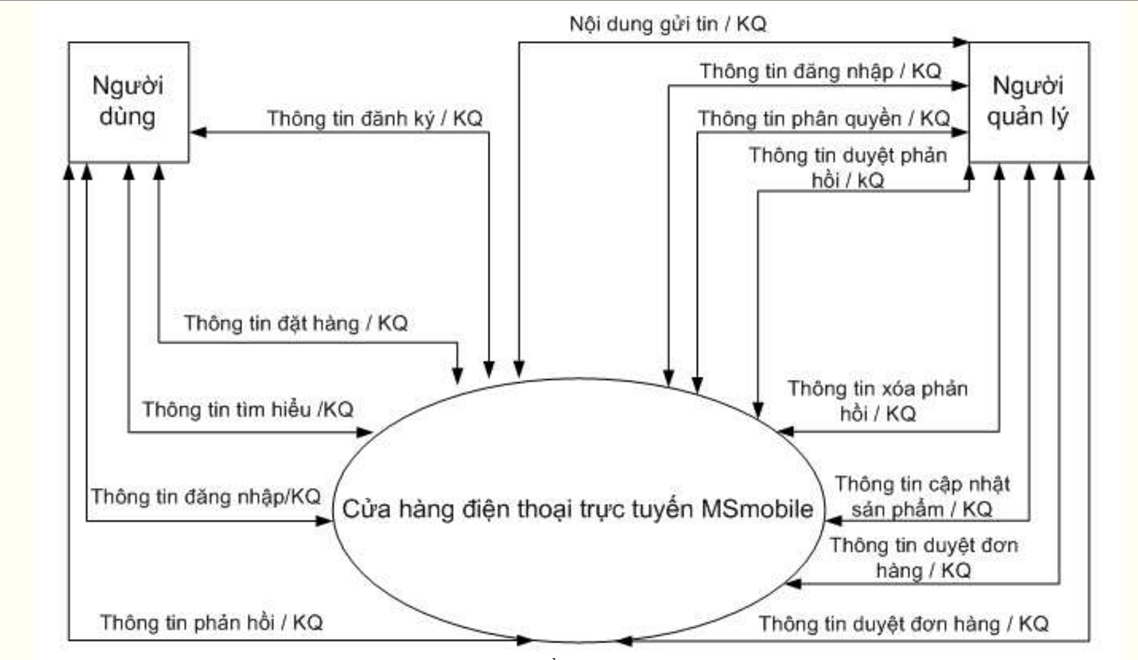 Nội dung gửi tin / KQ
Người
dùng
Thông tin đăng nhập / KQ
Người
quản lý
Thông tin đănh ký / KQ
Thông tin phân quyền / KQ
Thông tin duyệt phản
hồi / kQ
Thông tin đặt hàng / KQ
Thông tin tìm hiểu /KQ
Thông tin xóa phản
hồi / KQ
Thông tin đăng nhập/KQ
Cửa hàng điện thoại trực tuyến MSmobile
Thông tin cập nhật
sán phẩm / KQ
Thông tin duyệt đơn
hàng / KQ
Thông tin phản hồi / KQ
Thông tin duyệt đơn hàng / KQ